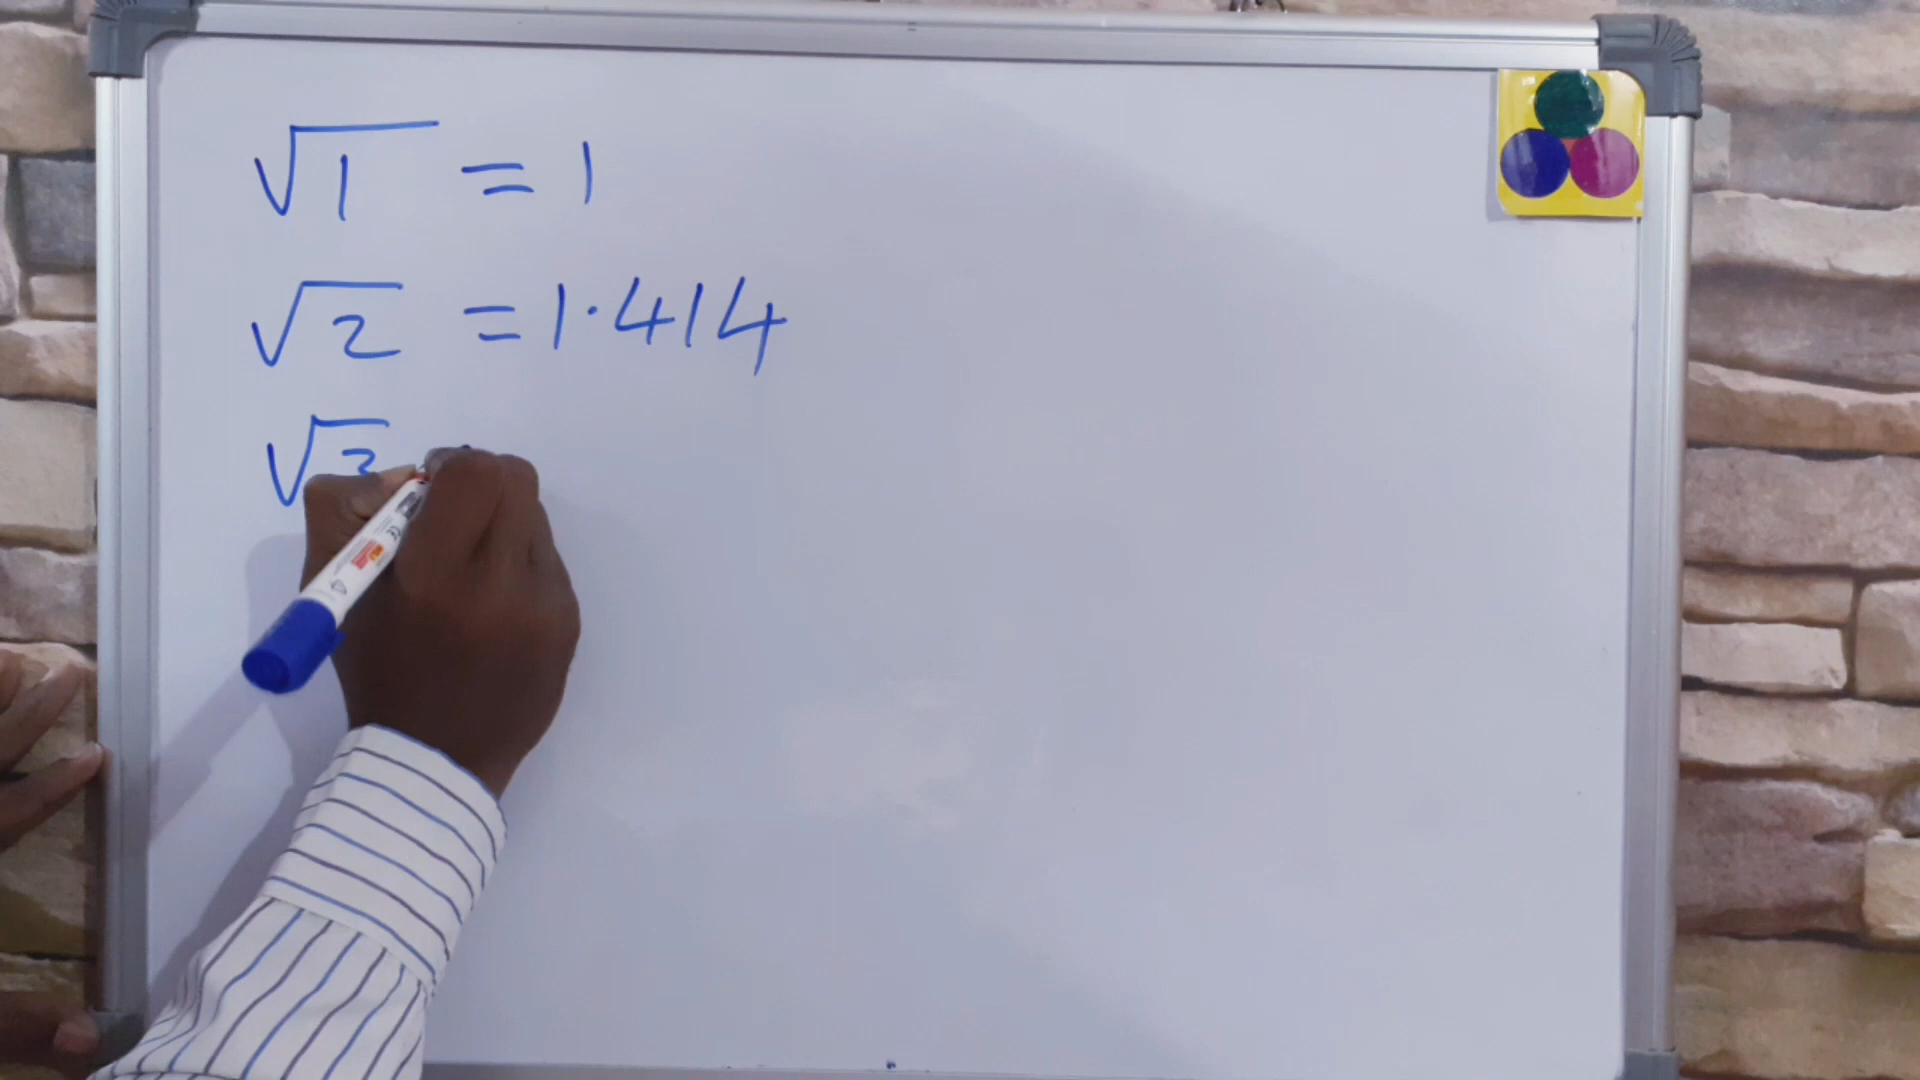 √1 = 1
√2 = 1.414
√3